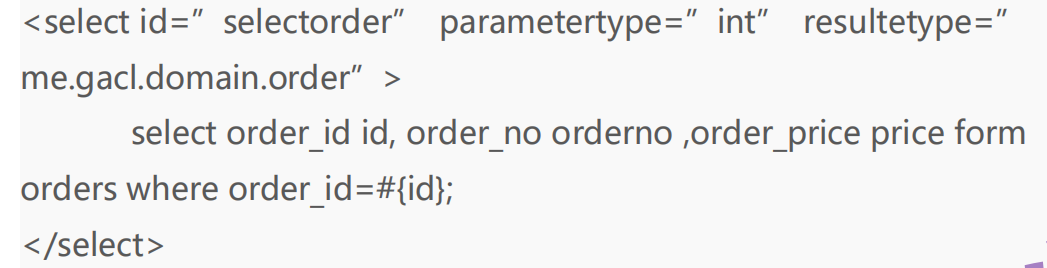 <select id=” selectorder” parametertype=” int” resultetype=”
me.gacl.domain.order” >
select order_id id, order_no orderno ,order_price price form
orders where order_id=#{id};
</select>